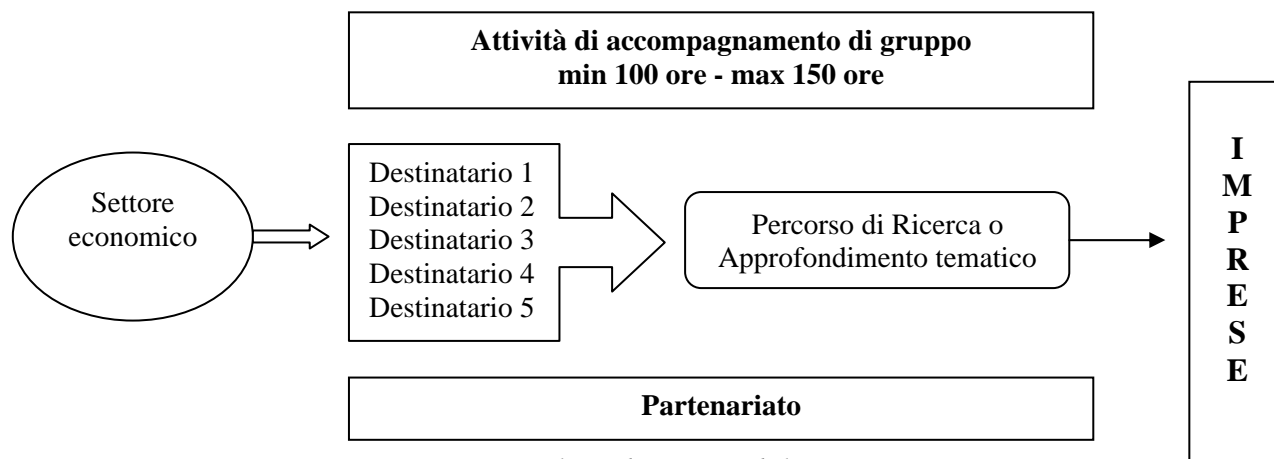 Attività di accompagnamento di gruppo
min 100 ore - max 150 ore
Settore
economico
Destinatario 1
Destinatario 2
Destinatario 3
Destinatario 4
Destinatario 5
Percorso di Ricerca o
Approfondimento tematico
I
M
P
R
E
S
E
Partenariato